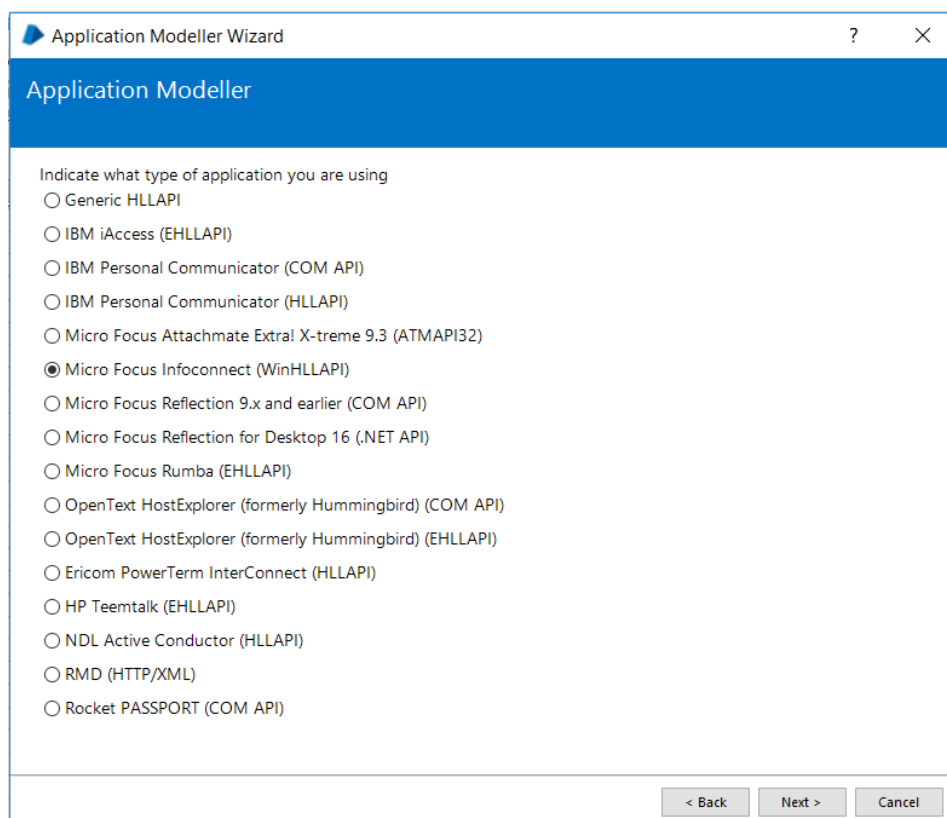 Application Modeller Wizard ?
Application Modeller
Indicate what type of application you are using
Generic HLLAPI
IBM iAccess (EHLLAPI)
IBM Personal Communicator (COM API)
IBM Personal Communicator (HLLAPI)
Micro Focus Attachmate Extra! X-treme 9.3 (ATMAPI32)
Micro Focus Infoconnect (WinHLLAPI)
Micro Focus Reflection 9.x and earlier (COM API)
Micro Focus Reflection for Desktop 16 (.NET API)
Micro Focus Rumba (EHLLAPI)
OpenText HostExplorer (formerly Hummingbird) (COM API)
OpenText HostExplorer (formerly Hummingbird) (EHLLAPI)
Ericom PowerTerm InterConnect (HLLAPI)
HP Teemtalk (EHLLAPI)
NDL Active Conductor (HLLAPI)
RMD (HTTP/XML)
Rocket PASSPORT (COM API)
< Back Next > Cancel